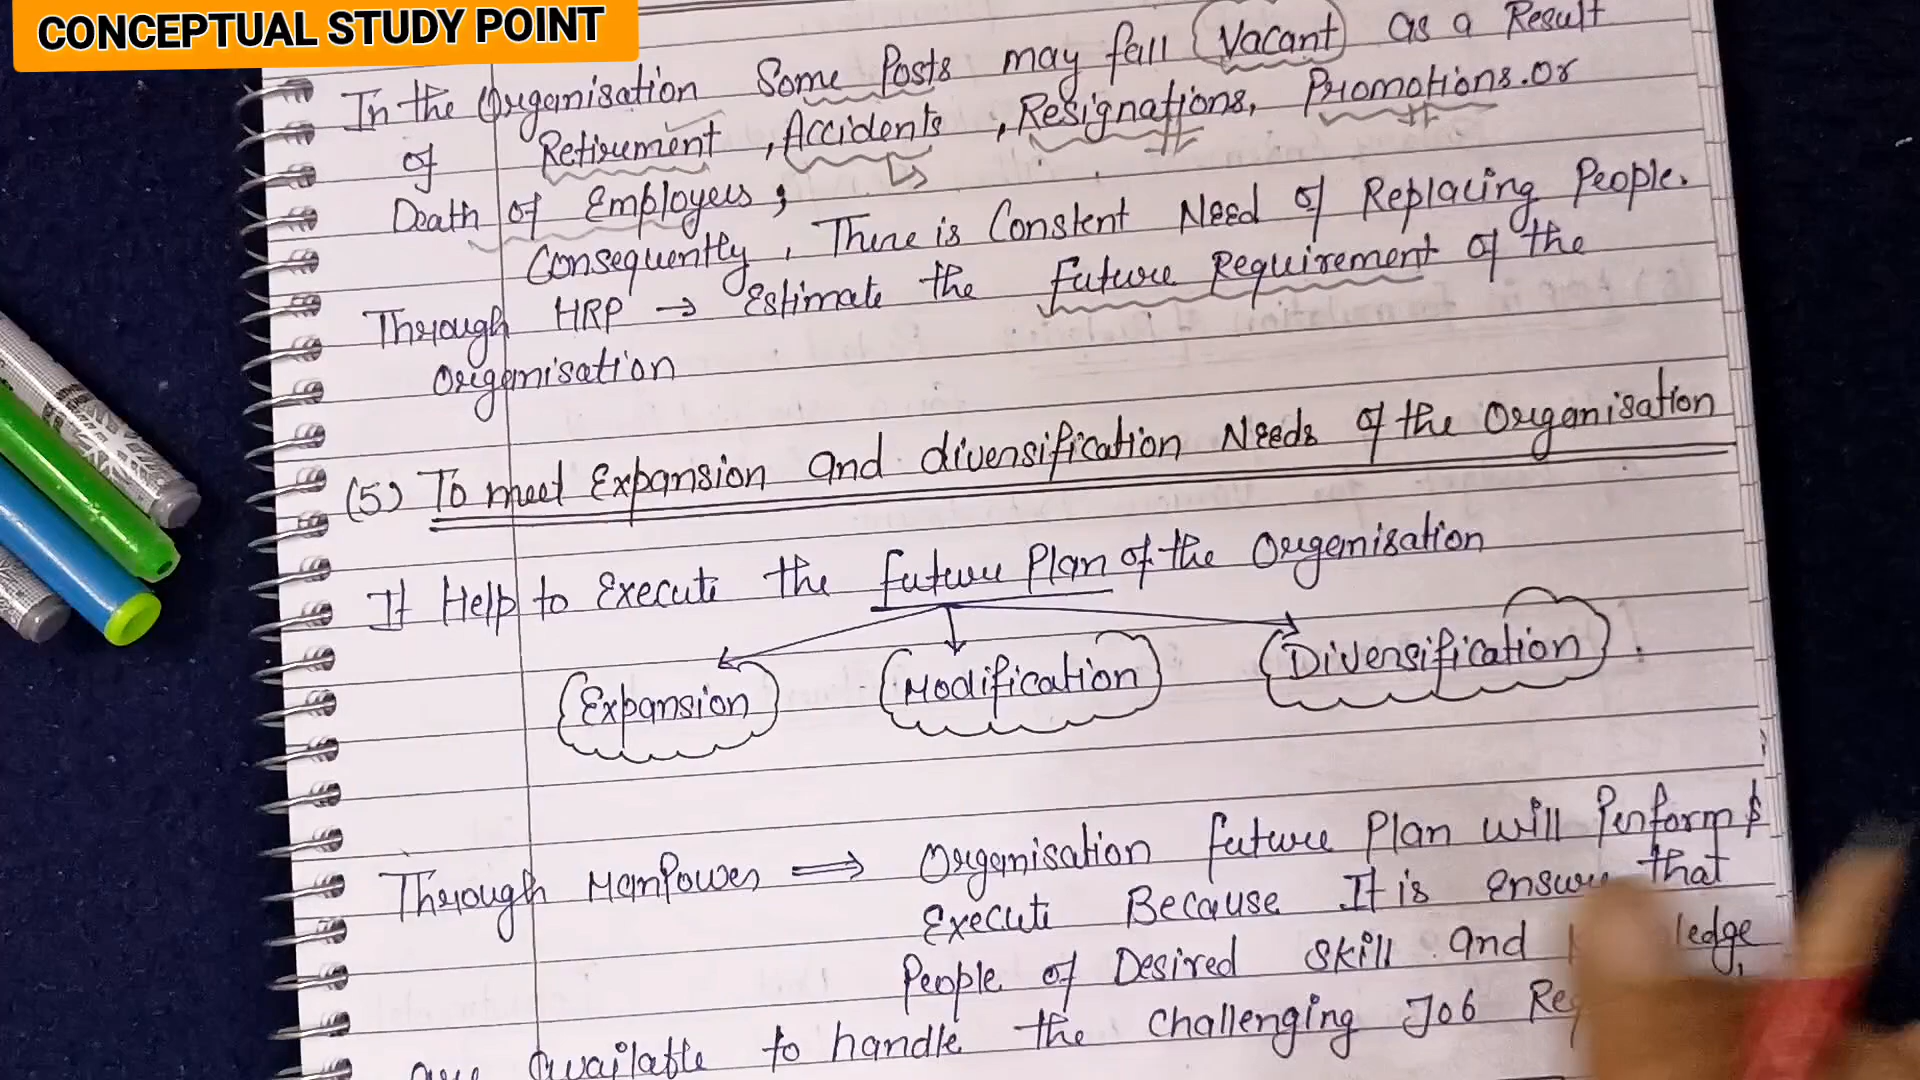 CONCEPTUAL STUDY POINT
In the Organisation Some Posts may fall Vacant as a Result
of Retirement, Accidents, Resignations, Promotions. or
Death of Employees ;
Consequently, There is Constent Need of Replacing People.
Through HRP → Estimate the Future Requirement of the
Organisation
(5) To meet Expansion and diversification Needs of the Organisation
It Help to Execute the future Plan of the Organisation
Expansion Modification Diversification .
Through ManPower ⟹ Organisation future Plan will Perform &
Execute Because It is ensure that
People of Desired Skill and
are Available to handle the challenging Job